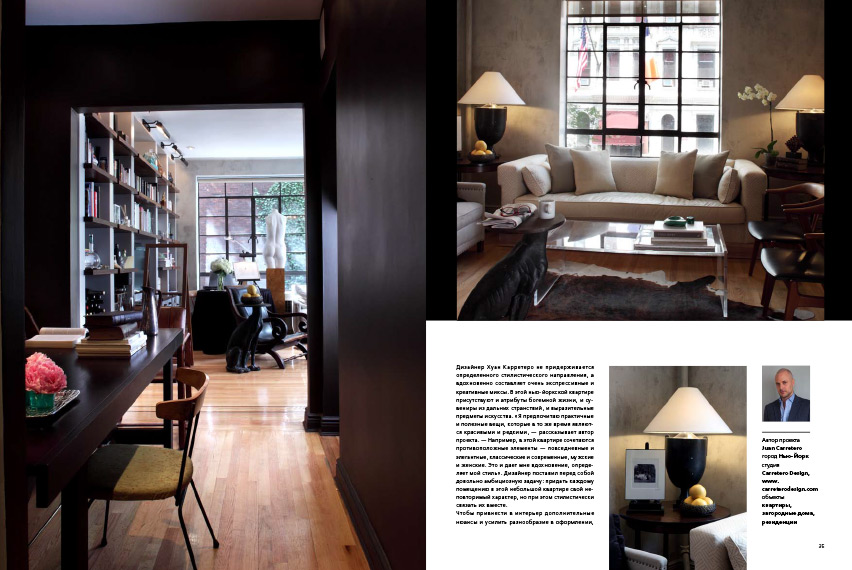 Дизайнер Хуан Карретеро не придерживается
определенного стилистического направления, а
вдохновенно составляет очень экспрессивные и
креативные миксы. В этой нью-йоркской квартире
присутствуют и атрибуты богемной жизни, и су-
вениры из дальних странствий, и выразительные
предметы искусства. «Я предпочитаю практичные
и полезные вещи, которые в то же время являют-
ся красивыми и редкими, — рассказывает автор
проекта. — Например, в этой квартире сочетаются
противоположные элементы — повседневные и
элегантные, классические и современные, мужские
и женские. Это и дает мне вдохновение, опреде-
ляет мой стиль». Дизайнер поставил перед собой
довольно амбициозную задачу: придать каждому
помещению в этой небольшой квартире свой не-
повторимый характер, но при этом стилистически
связать их вместе.
Чтобы привнести в интерьер дополнительные
нюансы и усилить разнообразие в оформлении,
Автор проекта
Juan Carretero
город Нью-Йорк
студия
Carretero Design,
www.
carreterodesign.com
объекты
квартиры,
загородные дома,
резиденции
35